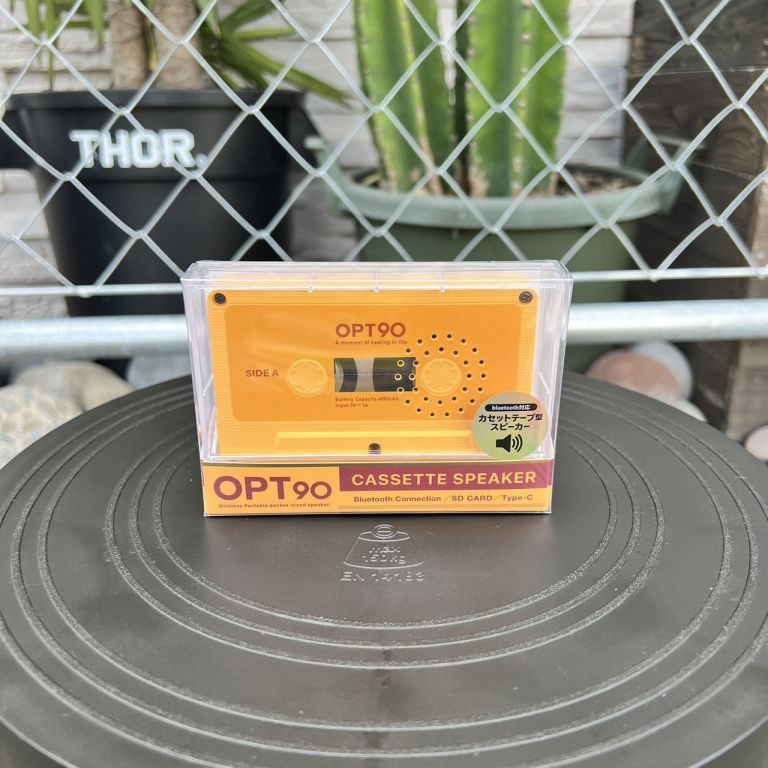 THOR.
OPT90
A moment of healing in life
SIDE A
Battery Capacity:400mAh
Input:5V⎓1A
bluetooth対応
カセットテープ型
スピーカー
OPT90
Wireless Portable pocket-sized speaker
CASSETTE SPEAKER
Bluetooth Connection／SD CARD／Type-C
max
150kg
EN 14183